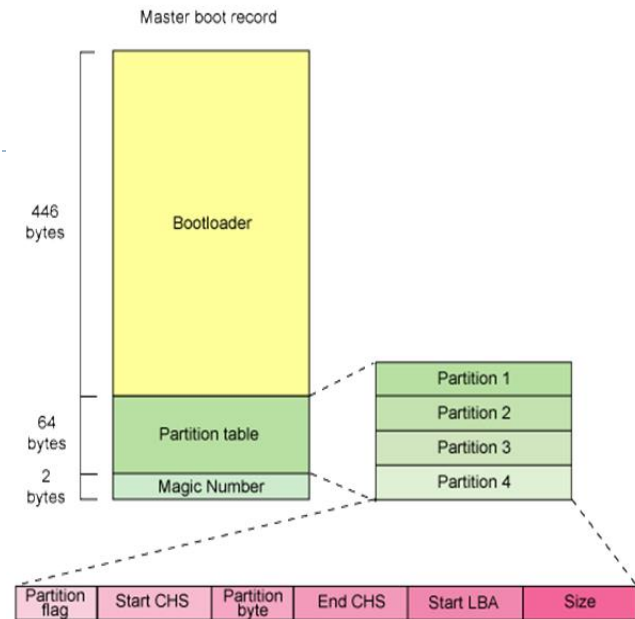 Master boot record
446
bytes
Bootloader
64
bytes
Partition table
2
bytes
Magic Number
Partition 1
Partition 2
Partition 3
Partition 4
Partition
flag
Start CHS
Partition
byte
End CHS
Start LBA
Size